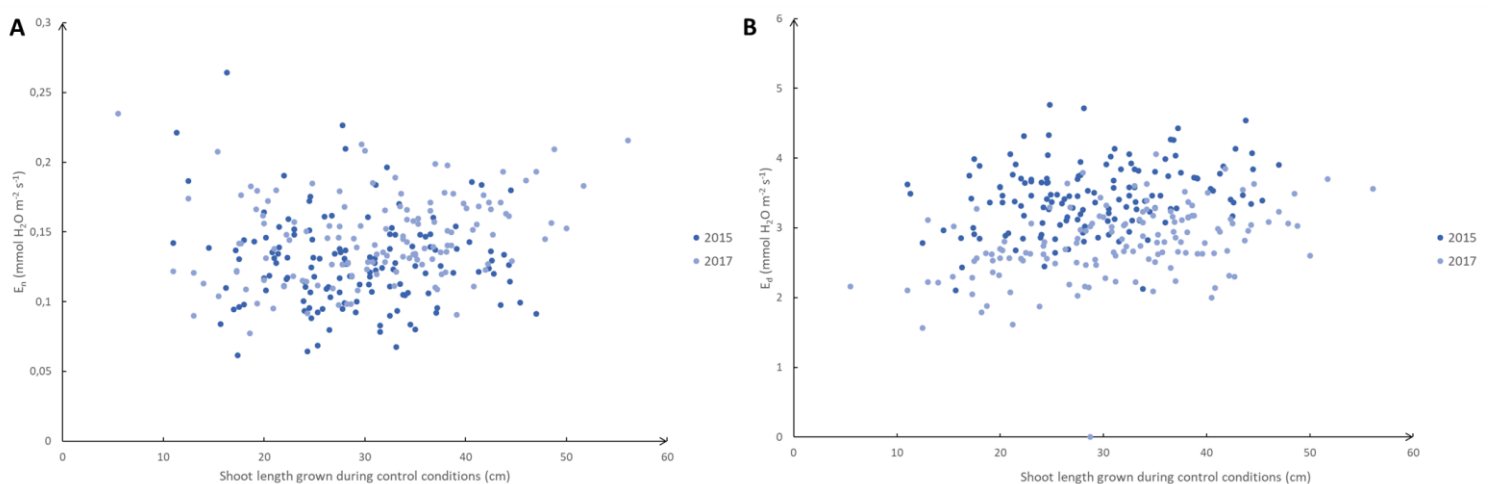 A
0,3
0,25
0,2
0,15
0,1
0,05
0
Eₙ (mmol H₂O m⁻² s⁻¹)
0 10 20 30 40 50 60
Shoot length grown during control conditions (cm)
2015
2017
B
6
5
4
3
2
1
0
E_d (mmol H₂O m⁻² s⁻¹)
0 10 20 30 40 50 60
Shoot length grown during control conditions (cm)
2015
2017